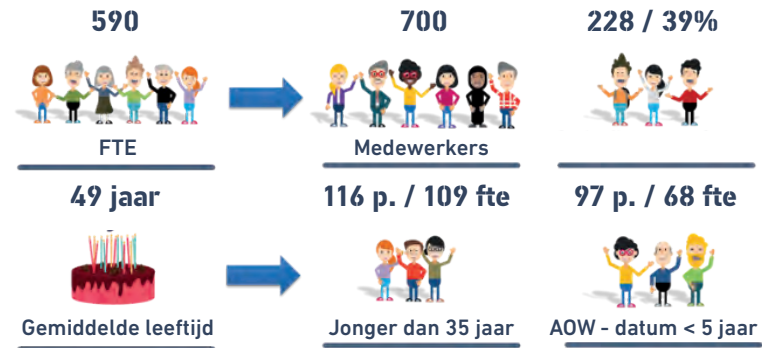 590
700
228 / 39%
FTE
Medewerkers
49 jaar
116 p. / 109 fte
97 p. / 68 fte
Gemiddelde leeftijd
Jonger dan 35 jaar
AOW - datum < 5 jaar